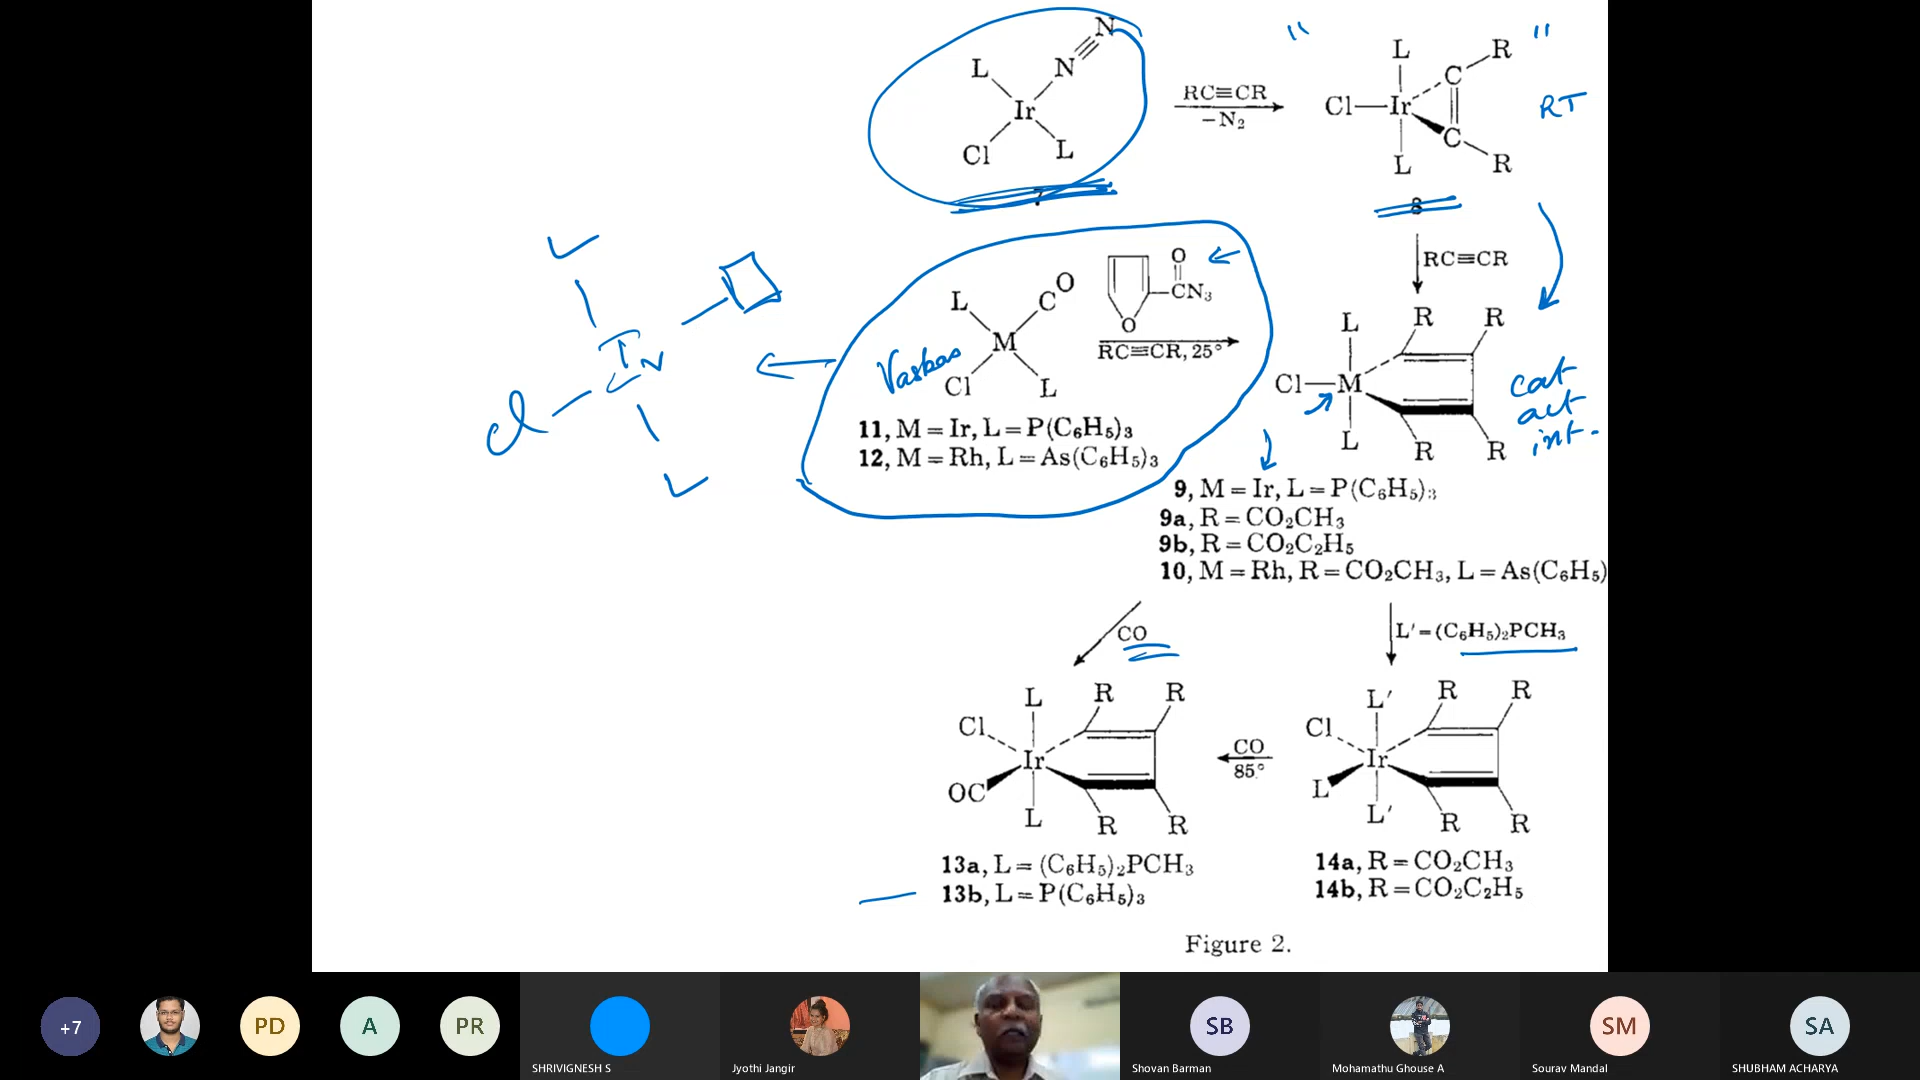 N
L N
Ir
Cl L
7
RC≡CR
−N₂
"
L C R
Cl—Ir
L C R
"
RT
8
RC≡CR
L
Ir
Cl
L
L CO
M
Cl L
Vaskas
O
CN₃
O
RC≡CR, 25°
11, M = Ir, L = P(C₆H₅)₃
12, M = Rh, L = As(C₆H₅)₃
L R R
Cl—M
L R R
cat
act
int.
9, M = Ir, L = P(C₆H₅)₃
9a, R = CO₂CH₃
9b, R = CO₂C₂H₅
10, M = Rh, R = CO₂CH₃, L = As(C₆H₅)
CO
L′ = (C₆H₅)₂PCH₃
L R R
Cl
Ir
OC
L R R
CO
85°
L′ R R
Cl
Ir
L
L′ R R
13a, L = (C₆H₅)₂PCH₃
13b, L = P(C₆H₅)₃
14a, R = CO₂CH₃
14b, R = CO₂C₂H₅
Figure 2.
+7
PD
A
PR
SHRIVIGNESH S
Jyothi Jangir
SB
Shovan Barman
Mohamathu Ghouse A
SM
Sourav Mandal
SA
SHUBHAM ACHARYA